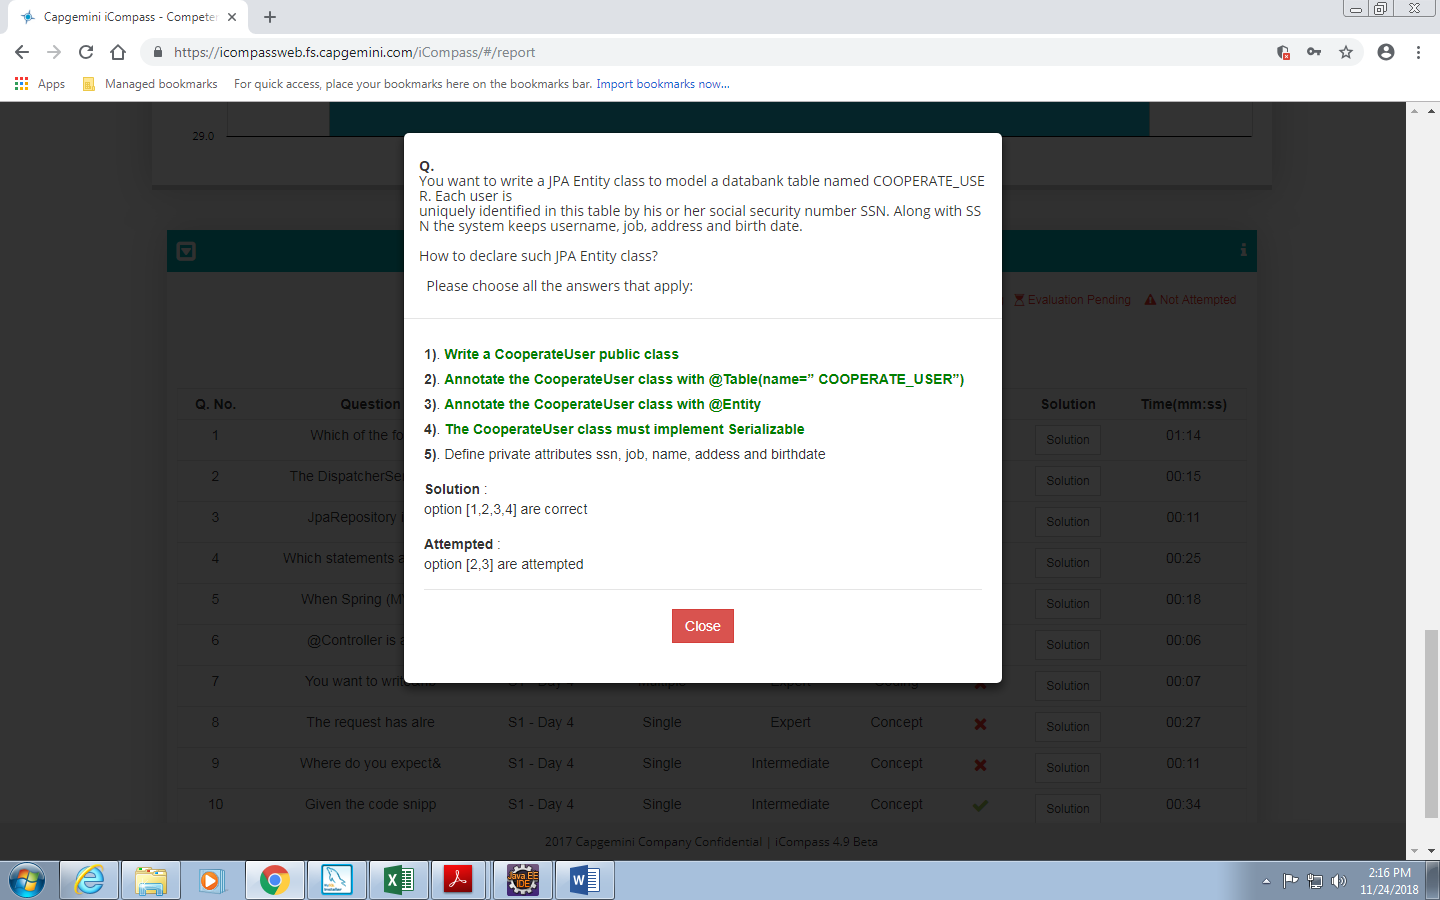 Capgemini iCompass - Competen
https://icompassweb.fs.capgemini.com/iCompass/#/report
Apps
Managed bookmarks
For quick access, place your bookmarks here on the bookmarks bar. Import bookmarks now...
29.0
Q.
You want to write a JPA Entity class to model a databank table named COOPERATE_USE
R. Each user is
uniquely identified in this table by his or her social security number SSN. Along with SS
N the system keeps username, job, address and birth date.
How to declare such JPA Entity class?
Please choose all the answers that apply:
1). Write a CooperateUser public class
2). Annotate the CooperateUser class with @Table(name=” COOPERATE_USER”)
3). Annotate the CooperateUser class with @Entity
4). The CooperateUser class must implement Serializable
5). Define private attributes ssn, job, name, addess and birthdate
Solution :
option [1,2,3,4] are correct
Attempted :
option [2,3] are attempted
Close
Evaluation Pending Not Attempted
Q. No. Question Solution Time(mm:ss)
1 Which of the fo Solution 01:14
2 The DispatcherSer Solution 00:15
3 JpaRepository Solution 00:11
4 Which statements a Solution 00:25
5 When Spring (M Solution 00:18
6 @Controller is a Solution 00:06
7 You want to writ Solution 00:07
8 The request has alre S1 - Day 4 Single Expert Concept Solution 00:27
9 Where do you expect& S1 - Day 4 Single Intermediate Concept Solution 00:11
10 Given the code snipp S1 - Day 4 Single Intermediate Concept Solution 00:34
2017 Capgemini Company Confidential | iCompass 4.9 Beta
Java EE
IDE
2:16 PM
11/24/2018